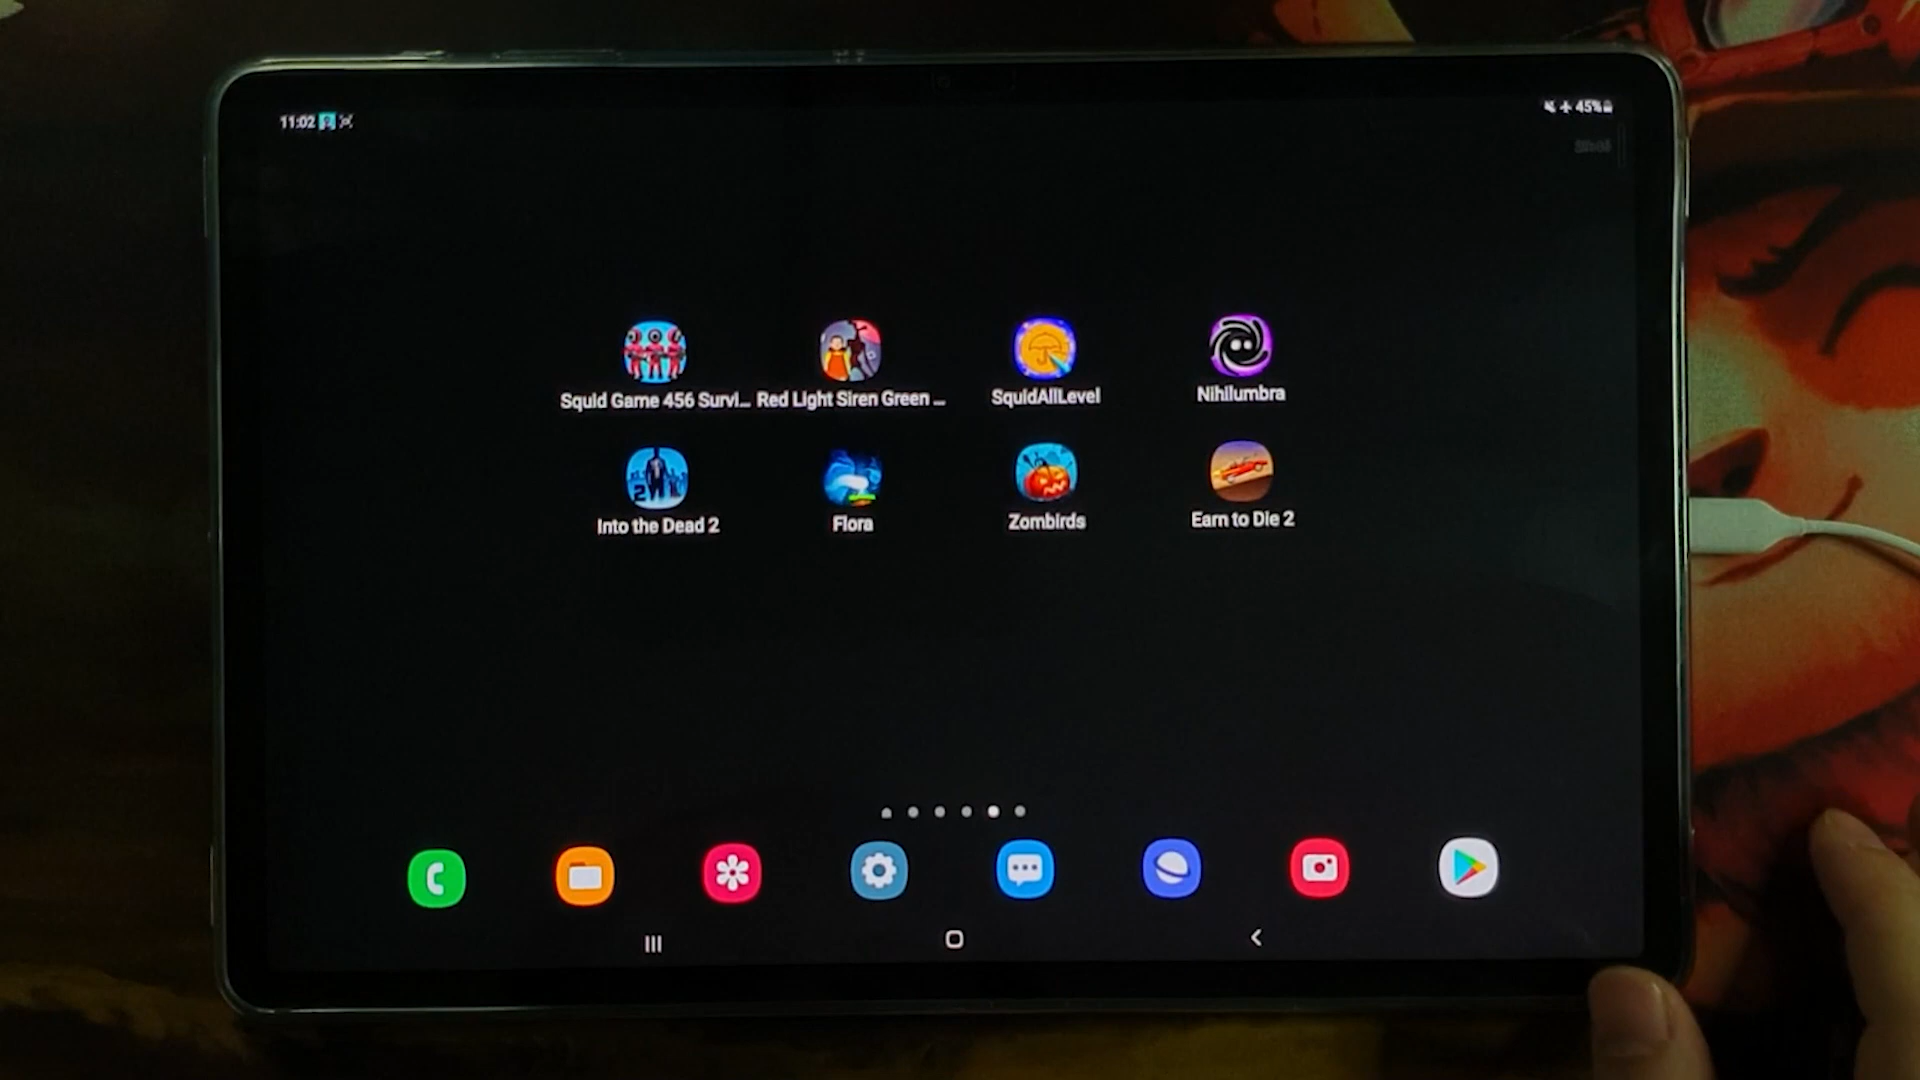 11:02
45%
Squid Game 456 Survi...
Red Light Siren Green ...
SquidAllLevel
Nihilumbra
Into the Dead 2
Flora
Zombirds
Earn to Die 2